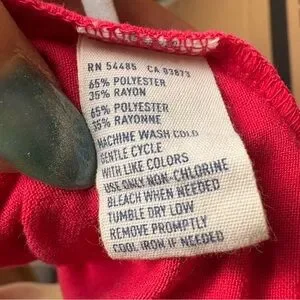 RN 54485 CA 03873
65% POLYESTER
35% RAYON
65% POLYESTER
35% RAYONNE
MACHINE WASH COLD
GENTLE CYCLE
WITH LIKE COLORS
USE ONLY NON-CHLORINE
BLEACH WHEN NEEDED
TUMBLE DRY LOW
REMOVE PROMPTLY
COOL IRON IF NEEDED